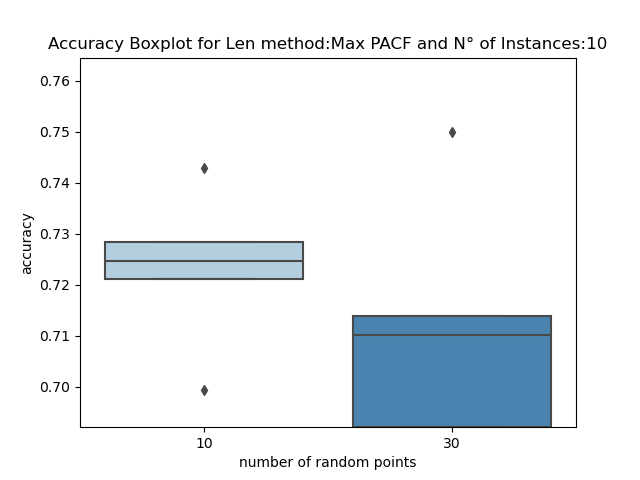 Accuracy Boxplot for Len method:Max PACF and N° of Instances:10
0.76
0.75
0.74
0.73
0.72
0.71
0.70
accuracy
10 30
number of random points